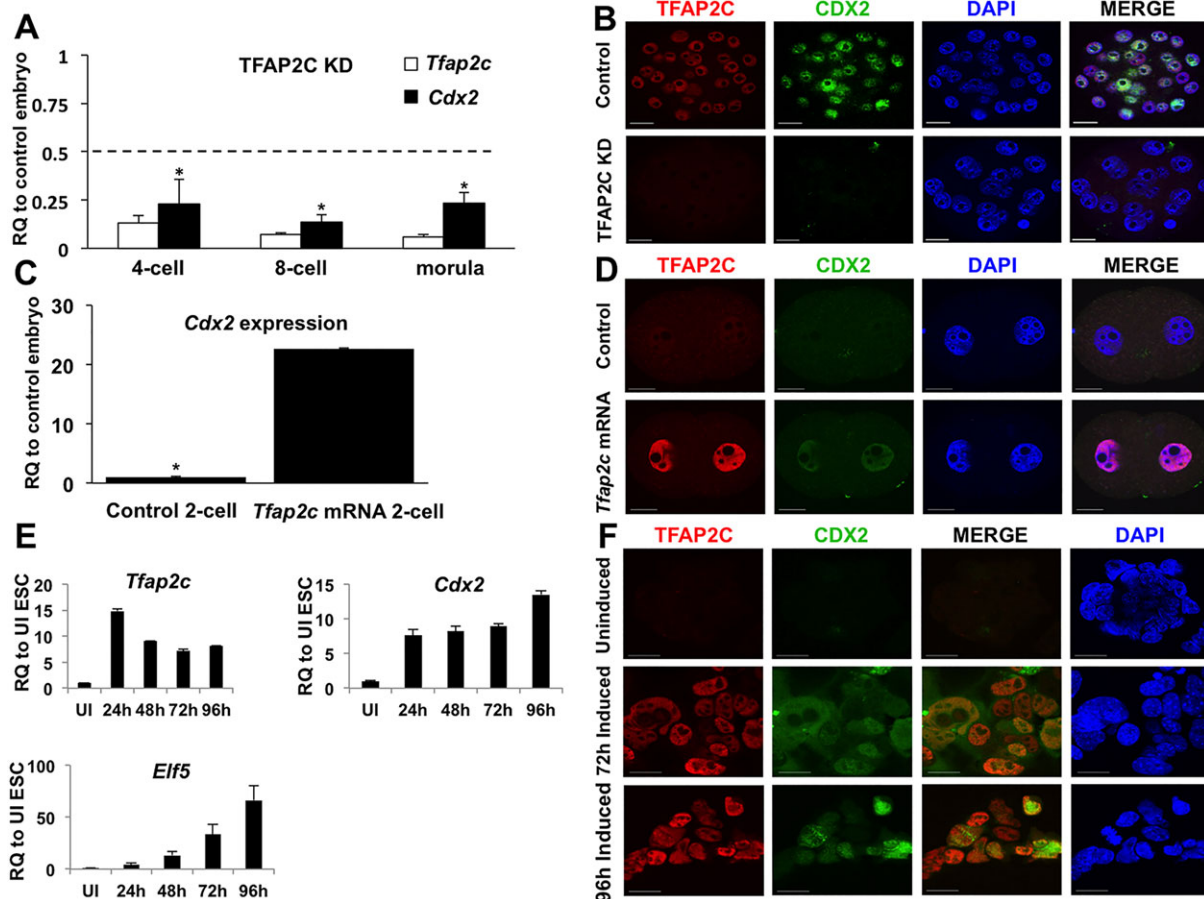 A
TFAP2C KD
Tfap2c
Cdx2
RQ to control embryo
1
0.75
0.5
0.25
0
*
*
*
4-cell
8-cell
morula
B
TFAP2C
CDX2
DAPI
MERGE
Control
TFAP2C KD
C
Cdx2 expression
RQ to control embryo
30
20
10
0
*
Control 2-cell
Tfap2c mRNA 2-cell
D
TFAP2C
CDX2
DAPI
MERGE
Control
Tfap2c mRNA
E
Tfap2c
RQ to UI ESC
20
15
10
5
0
UI 24h 48h 72h 96h
Cdx2
RQ to UI ESC
15
10
5
0
UI 24h 48h 72h 96h
Elf5
RQ to UI ESC
100
50
0
UI 24h 48h 72h 96h
F
TFAP2C
CDX2
MERGE
DAPI
Uninduced
72h Induced
96h Induced